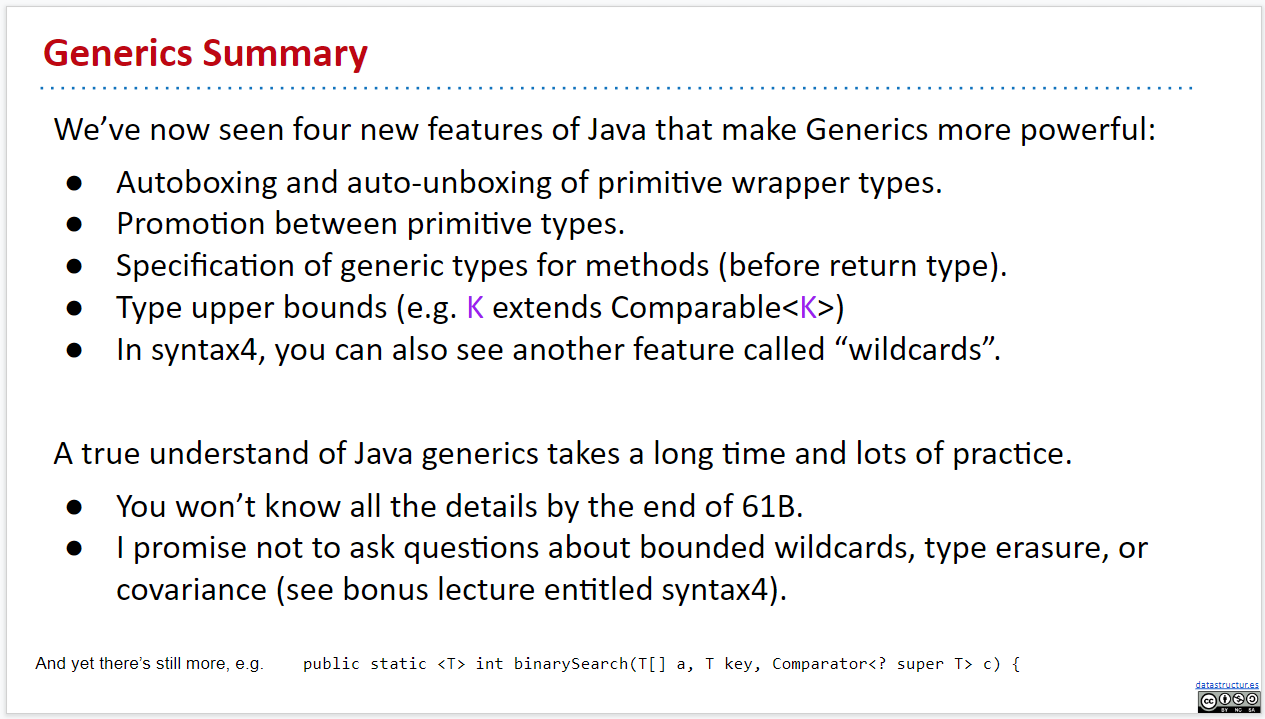 Generics Summary
We’ve now seen four new features of Java that make Generics more powerful:
● Autoboxing and auto-unboxing of primitive wrapper types.
● Promotion between primitive types.
● Specification of generic types for methods (before return type).
● Type upper bounds (e.g. K extends Comparable<K>)
● In syntax4, you can also see another feature called “wildcards”.
A true understand of Java generics takes a long time and lots of practice.
● You won’t know all the details by the end of 61B.
● I promise not to ask questions about bounded wildcards, type erasure, or
covariance (see bonus lecture entitled syntax4).
And yet there’s still more, e.g. public static <T> int binarySearch(T[] a, T key, Comparator<? super T> c) {
datastructur.es
CC
BY NC SA